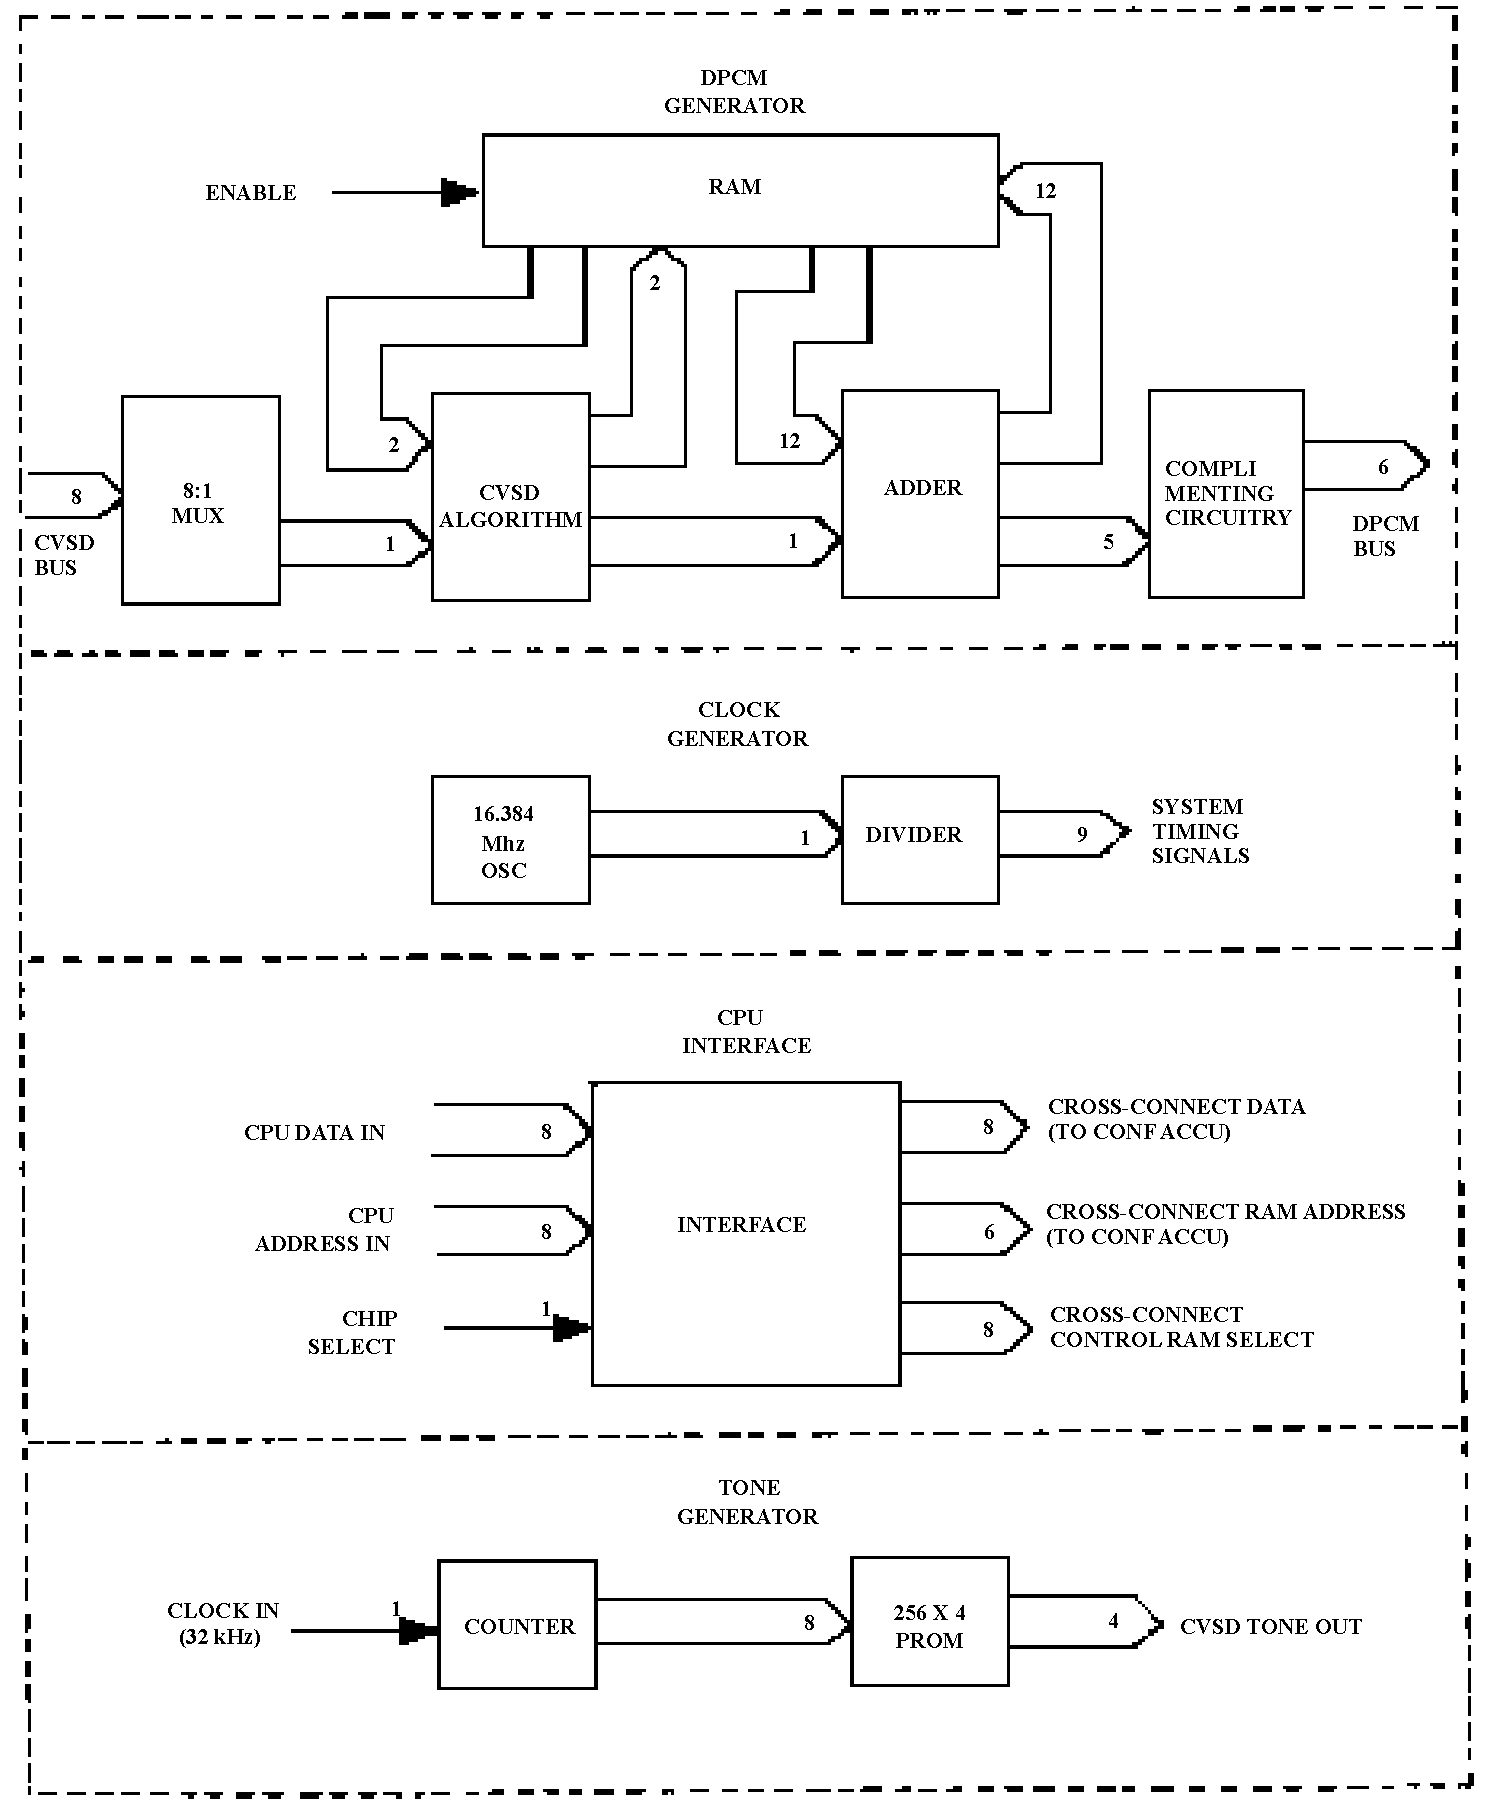 DPCM
GENERATOR
ENABLE
RAM
12
2
2
12
8
CVSD
BUS
8:1
MUX
1
CVSD
ALGORITHM
1
ADDER
5
COMPLI
MENTING
CIRCUITRY
6
DPCM
BUS
CLOCK
GENERATOR
16.384
Mhz
OSC
1
DIVIDER
9
SYSTEM
TIMING
SIGNALS
CPU
INTERFACE
CPU DATA IN
8
CPU
ADDRESS IN
8
CHIP
SELECT
1
INTERFACE
8
CROSS-CONNECT DATA
(TO CONF ACCU)
6
CROSS-CONNECT RAM ADDRESS
(TO CONF ACCU)
8
CROSS-CONNECT
CONTROL RAM SELECT
TONE
GENERATOR
CLOCK IN
(32 kHz)
1
COUNTER
8
256 X 4
PROM
4
CVSD TONE OUT